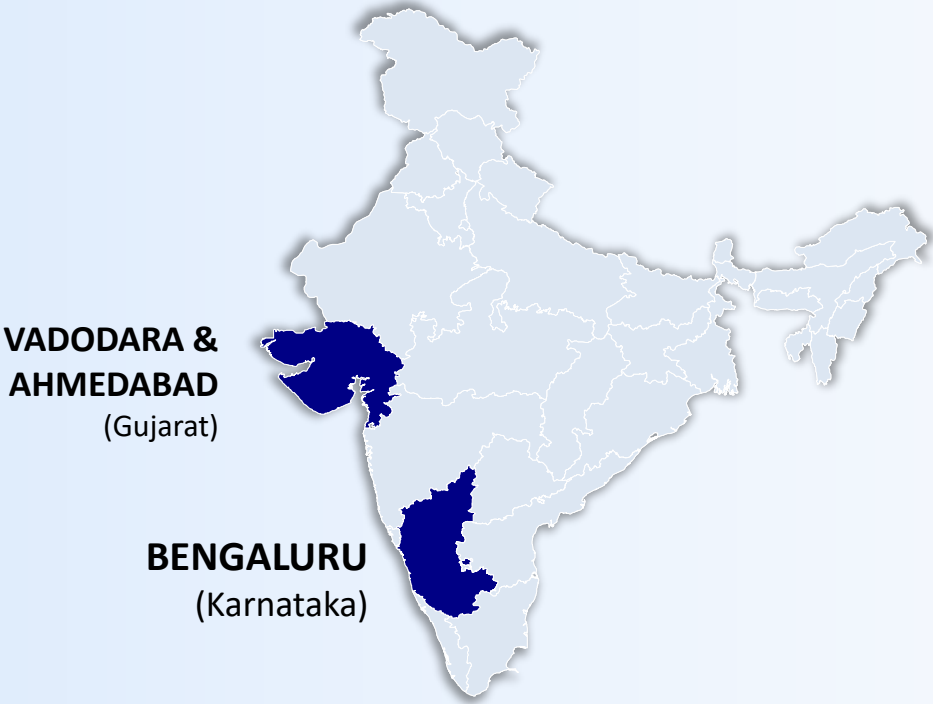 VADODARA &
AHMEDABAD
(Gujarat)
BENGALURU
(Karnataka)